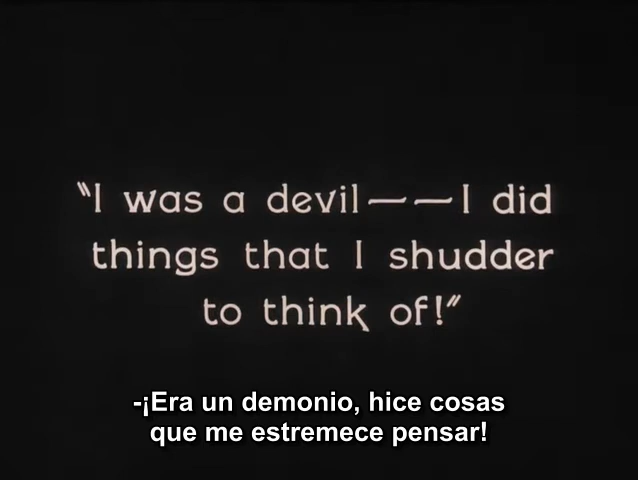 "I was a devil——I did
things that I shudder
to think of!"
-¡Era un demonio, hice cosas
que me estremece pensar!